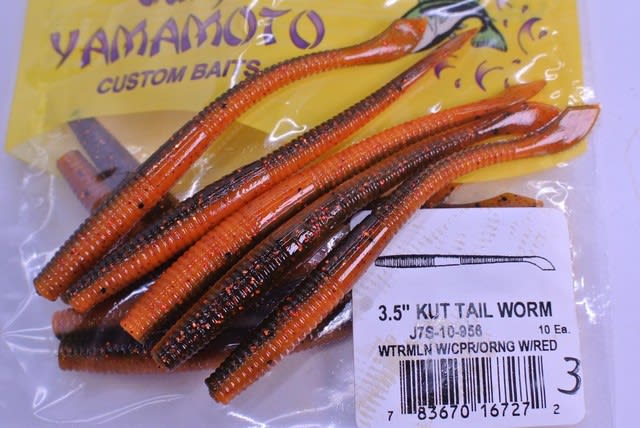 YAMAMOTO
CUSTOM BAITS
3.5" KUT TAIL WORM
J7S-10-956 10 Ea.
WTRMLN W/CPR/ORNG W/RED
3
7 83670 16727 2